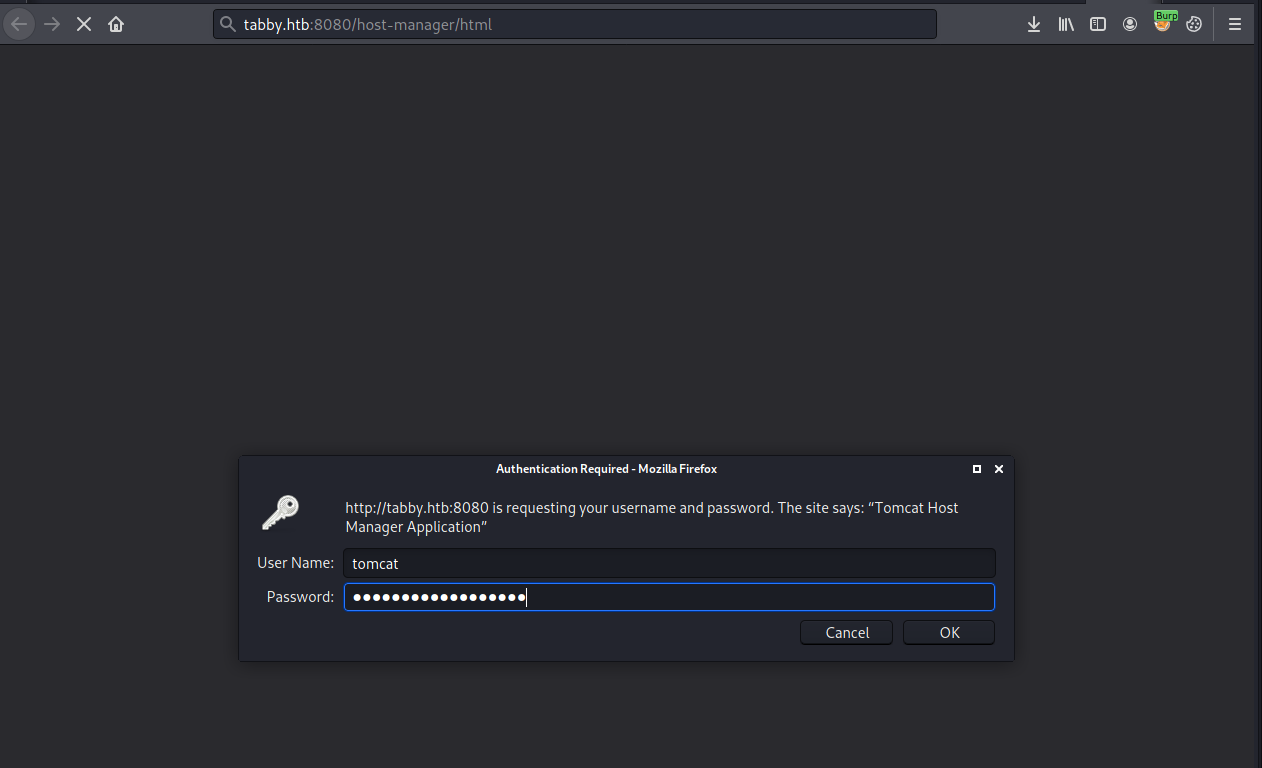 tabby.htb:8080/host-manager/html
Burp
Authentication Required - Mozilla Firefox
http://tabby.htb:8080 is requesting your username and password. The site says: “Tomcat Host
Manager Application”
User Name: tomcat
Password: ●●●●●●●●●●●●●●●●●●
Cancel OK